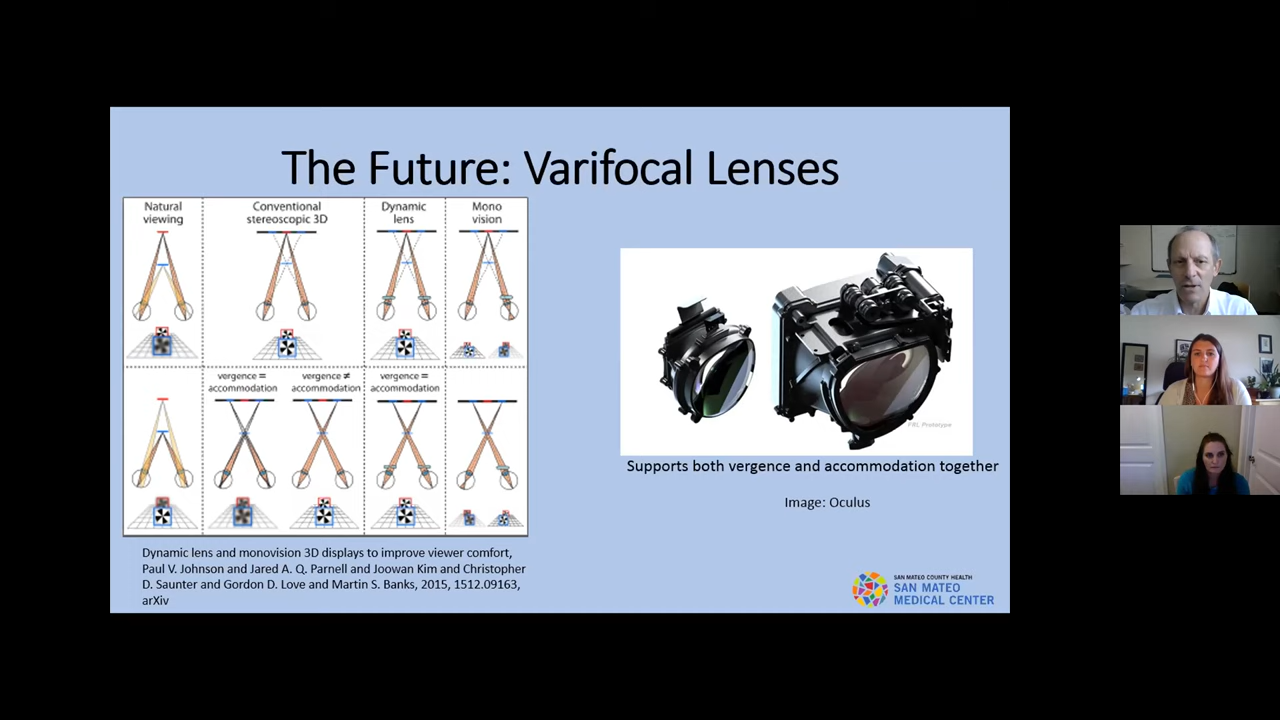 The Future: Varifocal Lenses
Natural
viewing
Conventional
stereoscopic 3D
Dynamic
lens
Mono
vision
vergence =
accommodation
vergence ≠
accommodation
vergence =
accommodation
Dynamic lens and monovision 3D displays to improve viewer comfort,
Paul V. Johnson and Jared A. Q. Parnell and Joowan Kim and Christopher
D. Saunter and Gordon D. Love and Martin S. Banks, 2015, 1512.09163,
arXiv
FRL Prototype
Supports both vergence and accommodation together
Image: Oculus
SAN MATEO COUNTY HEALTH
SAN MATEO
MEDICAL CENTER